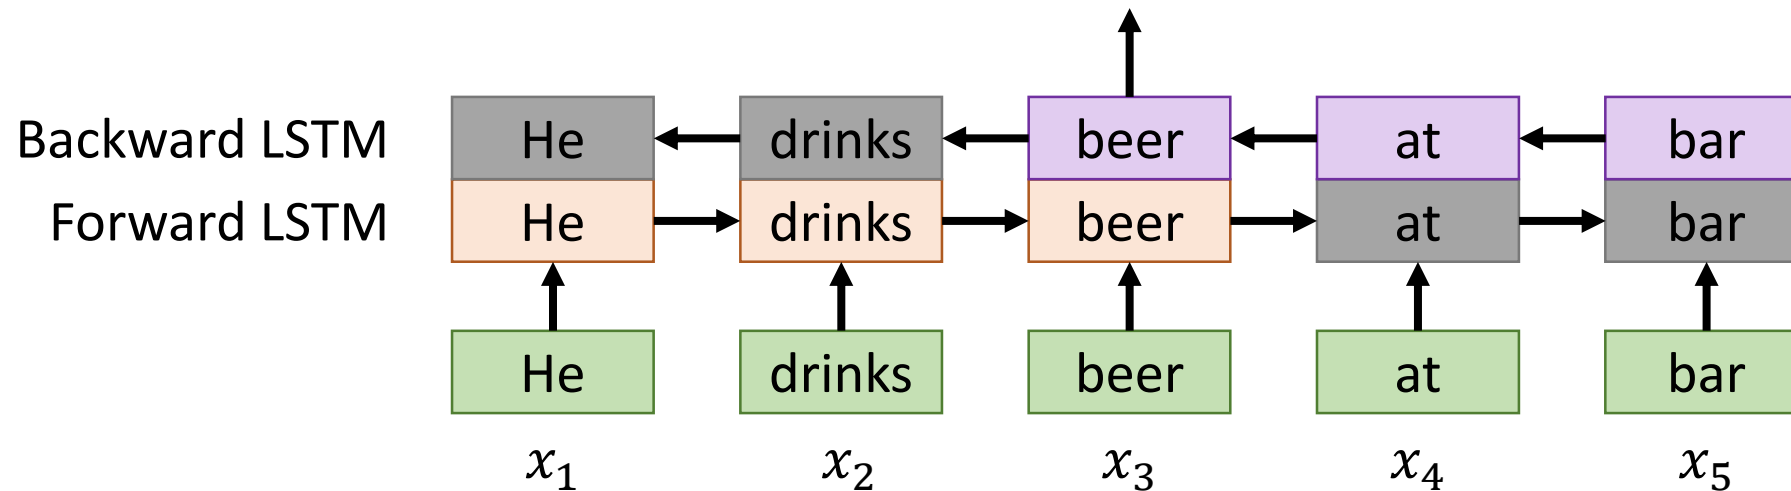 Backward LSTM He drinks beer at bar
Forward LSTM He drinks beer at bar
He drinks beer at bar
x₁ x₂ x₃ x₄ x₅